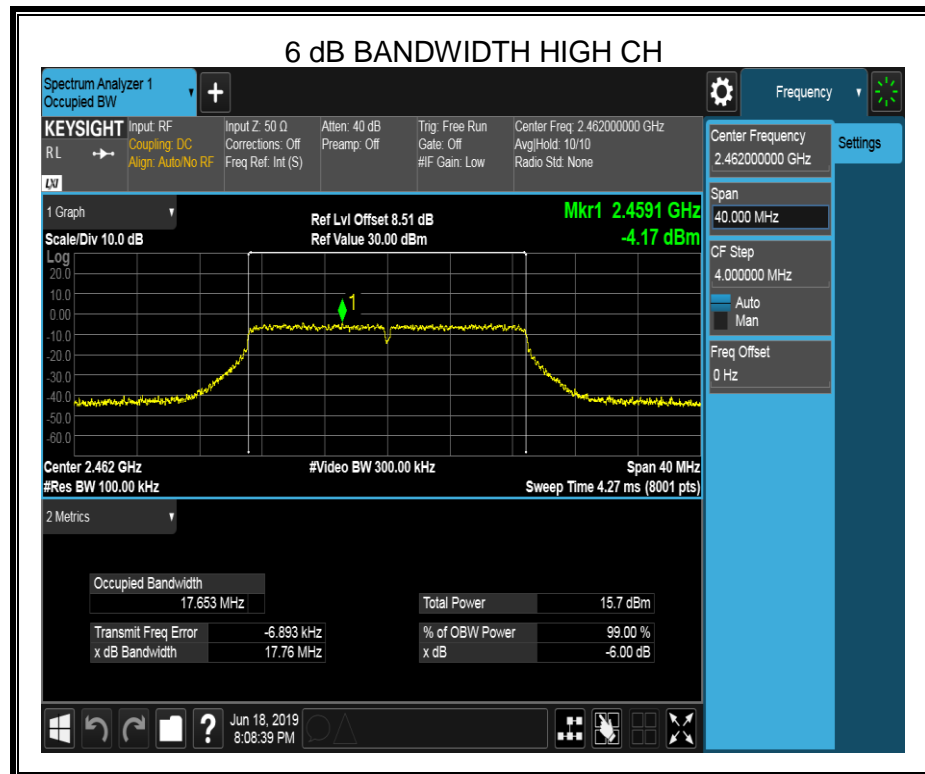 6 dB BANDWIDTH HIGH CH
Spectrum Analyzer 1
Occupied BW
+
Frequency
KEYSIGHT
RL
LXI
Input: RF
Coupling: DC
Align: Auto/No RF
Input Z: 50 Ω
Corrections: Off
Freq Ref: Int (S)
Atten: 40 dB
Preamp: Off
Trig: Free Run
Gate: Off
#IF Gain: Low
Center Freq: 2.462000000 GHz
Avg|Hold: 10/10
Radio Std: None
Center Frequency
2.462000000 GHz
Settings
Span
40.000 MHz
CF Step
4.000000 MHz
Auto
Man
Freq Offset
0 Hz
1 Graph
Scale/Div 10.0 dB
Ref Lvl Offset 8.51 dB
Ref Value 30.00 dBm
Mkr1 2.4591 GHz
-4.17 dBm
Log
20.0
10.0
0.00
-10.0
-20.0
-30.0
-40.0
-50.0
-60.0
1
Center 2.462 GHz
#Res BW 100.00 kHz
#Video BW 300.00 kHz
Span 40 MHz
Sweep Time 4.27 ms (8001 pts)
2 Metrics
Occupied Bandwidth
17.653 MHz
Total Power 15.7 dBm
Transmit Freq Error -6.893 kHz
% of OBW Power 99.00 %
x dB Bandwidth 17.76 MHz
x dB -6.00 dB
?
Jun 18, 2019
8:08:39 PM